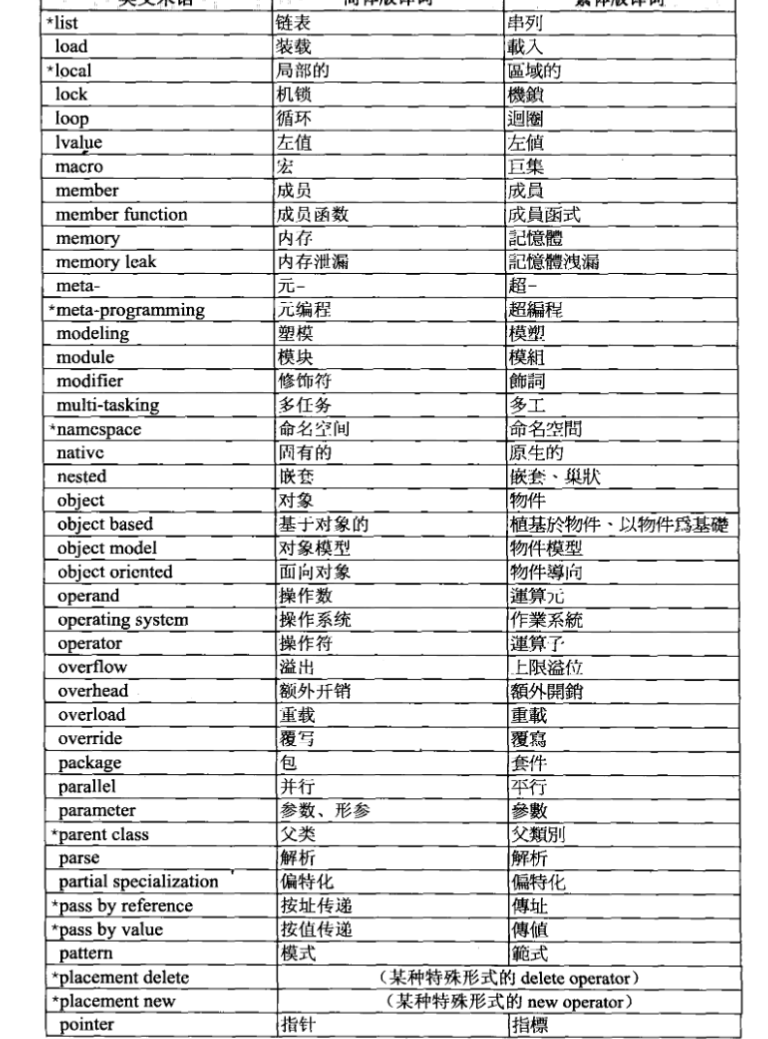 *list 链表 串列
load 装载 載入
*local 局部的 區域的
lock 机锁 機鎖
loop 循环 迴圈
lvalue 左值 左值
macro 宏 巨集
member 成员 成員
member function 成员函数 成員函式
memory 内存 記憶體
memory leak 内存泄漏 記憶體洩漏
meta- 元- 超-
*meta-programming 元编程 超編程
modeling 塑模 模塑
module 模块 模組
modifier 修饰符 飾詞
multi-tasking 多任务 多工
*namespace 命名空间 命名空間
native 固有的 原生的
nested 嵌套 嵌套、巢狀
object 对象 物件
object based 基于对象的 植基於物件、以物件爲基礎
object model 对象模型 物件模型
object oriented 面向对象 物件導向
operand 操作数 運算元
operating system 操作系统 作業系統
operator 操作符 運算子
overflow 溢出 上限溢位
overhead 额外开销 額外開銷
overload 重载 重載
override 覆写 覆寫
package 包 套件
parallel 并行 平行
parameter 参数、形参 參數
*parent class 父类 父類別
parse 解析 解析
partial specialization 偏特化 偏特化
*pass by reference 按址传递 傳址
*pass by value 按值传递 傳值
pattern 模式 範式
*placement delete （某种特殊形式的 delete operator）
*placement new （某种特殊形式的 new operator）
pointer 指针 指標